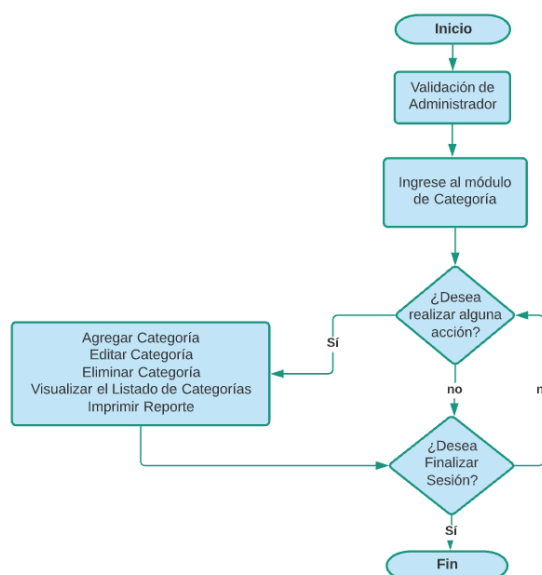 Inicio
Validación de
Administrador
Ingrese al módulo
de Categoría
¿Desea
realizar alguna
acción?
Sí
Agregar Categoría
Editar Categoría
Eliminar Categoría
Visualizar el Listado de Categorías
Imprimir Reporte
no
¿Desea
Finalizar
Sesión?
Sí
Fin